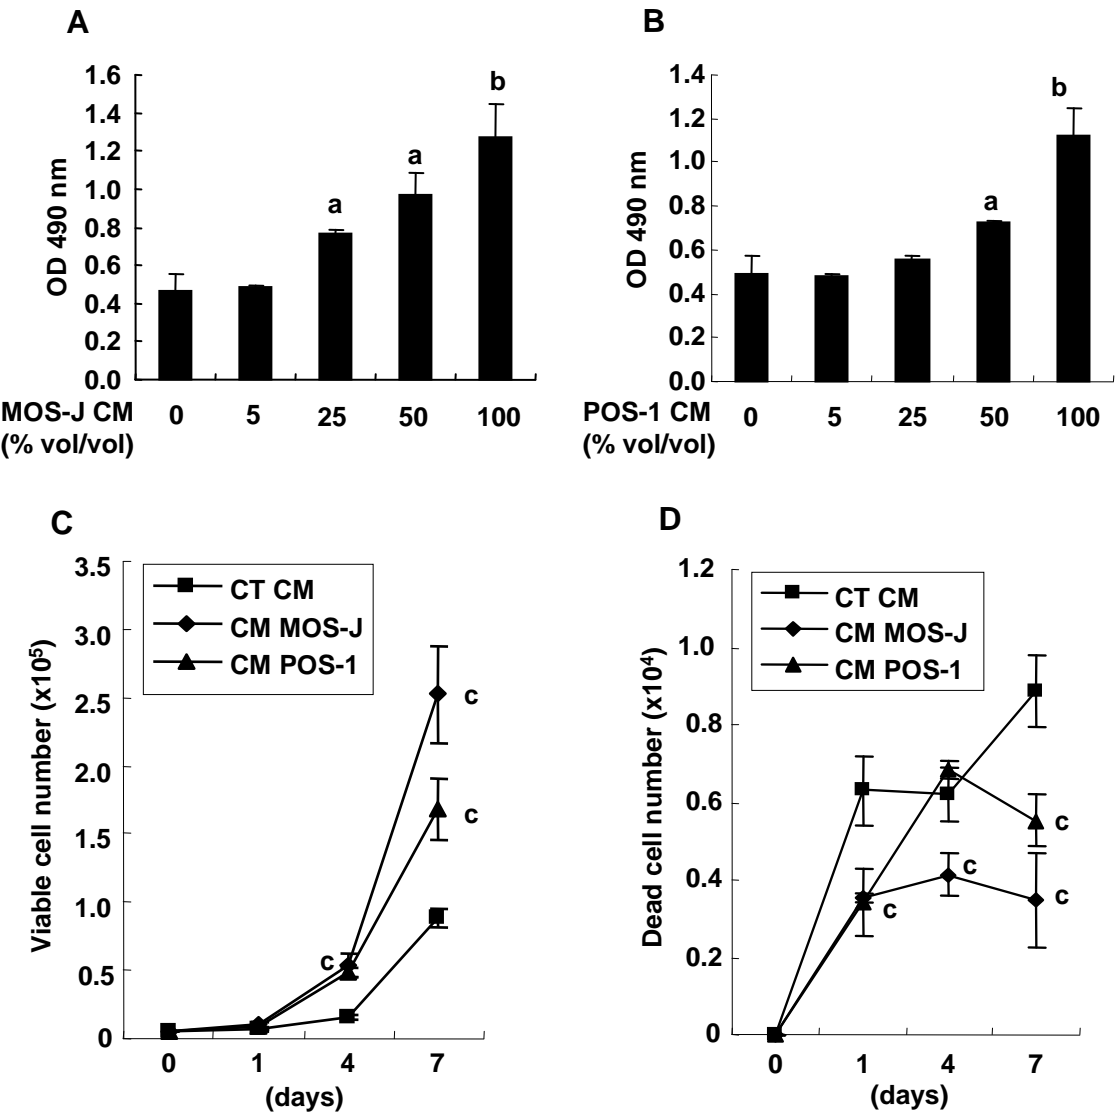 A
OD 490 nm
1.6
1.4
1.2
1.0
0.8
0.6
0.4
0.2
0.0
a
a
b
MOS-J CM 0 5 25 50 100
(% vol/vol)
B
OD 490 nm
1.4
1.2
1.0
0.8
0.6
0.4
0.2
0.0
a
b
POS-1 CM 0 5 25 50 100
(% vol/vol)
C
Viable cell number (x10⁵)
3.5
3.0
2.5
2.0
1.5
1.0
0.5
0
CT CM
CM MOS-J
CM POS-1
c
c
c
0 1 4 7
(days)
D
Dead cell number (x10⁴)
1.2
1.0
0.8
0.6
0.4
0.2
0
CT CM
CM MOS-J
CM POS-1
c
c
c
c
0 1 4 7
(days)